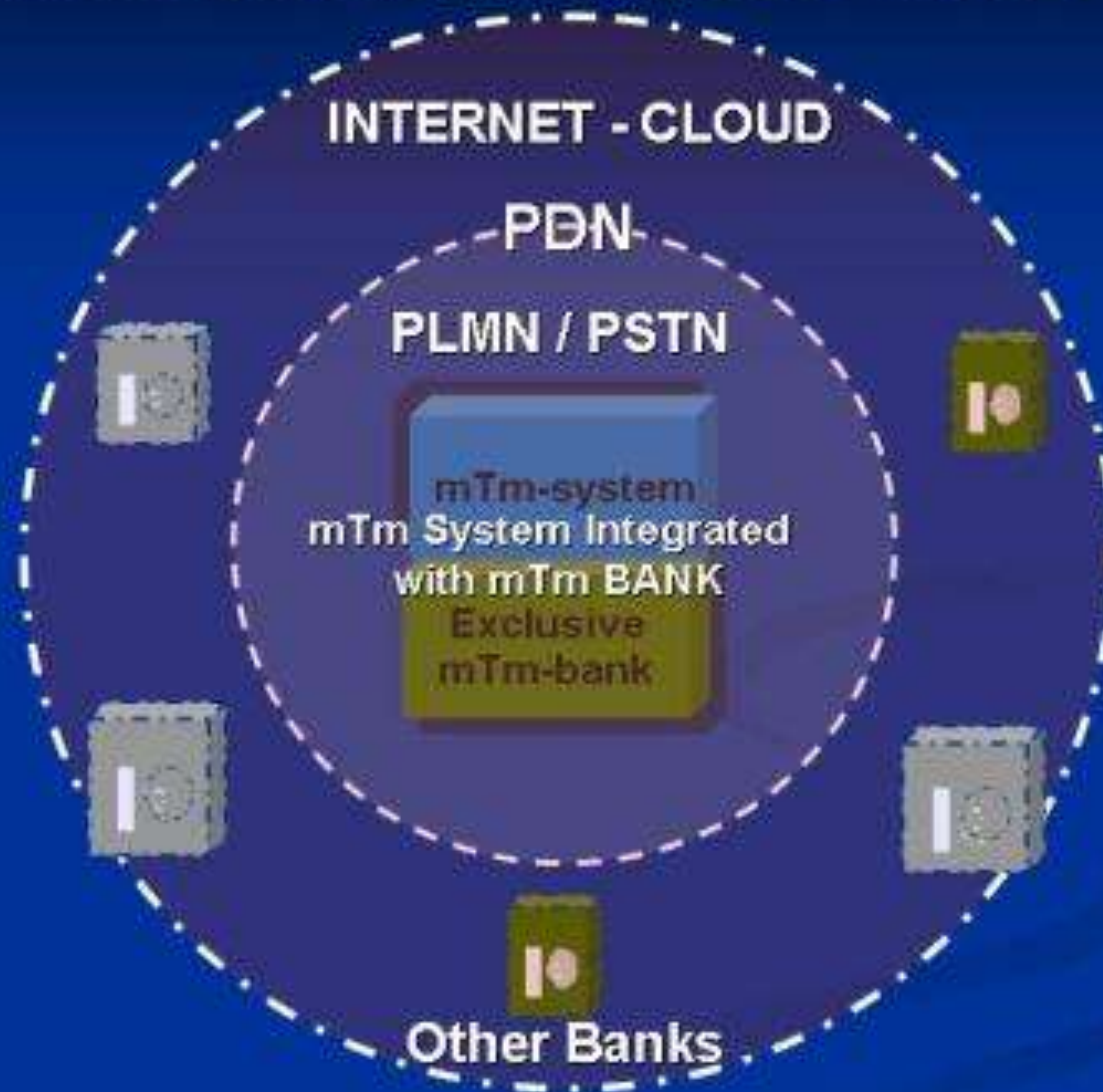 INTERNET - CLOUD
PDN
PLMN / PSTN
mTm-system
mTm System Integrated
with mTm BANK
Exclusive
mTm-bank
Other Banks